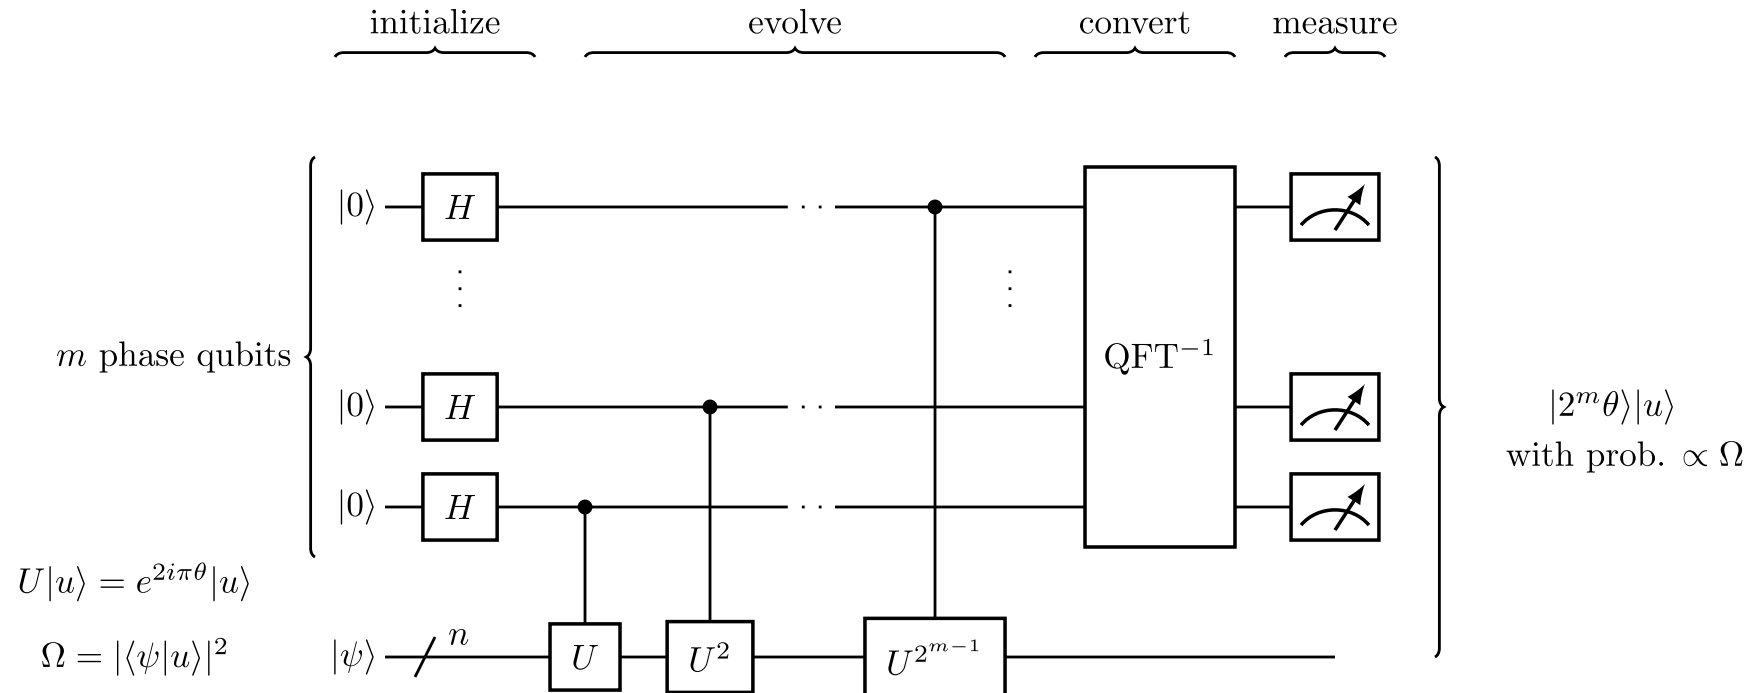 initialize evolve convert measure
|0⟩ H · ·
⋮ ⋮
m phase qubits QFT⁻¹
|0⟩ H · ·
|2ᵐθ⟩|u⟩
with prob. ∝ Ω
|0⟩ H · ·
U|u⟩ = e^{2iπθ}|u⟩
Ω = |⟨ψ|u⟩|² |ψ⟩ n U U² U^{2^{m−1}}